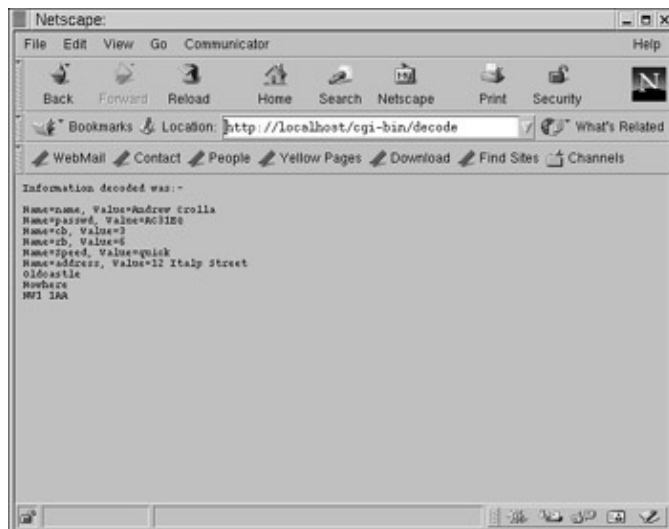 Netscape:
File Edit View Go Communicator Help
Back Forward Reload Home Search Netscape Print Security
N
Bookmarks Location: http://localhost/cgi-bin/decode What's Related
WebMail Contact People Yellow Pages Download Find Sites Channels
Information decoded was:-
Name=name, Value=Andrew Crolla
Name=passwd, Value=
Name=cb, Value=3
Name=rb, Value=6
Name=Speed, Value=quick
Name=address, Value=12 Italp Street
Oldcastle
Nowhere
NW1 1AA